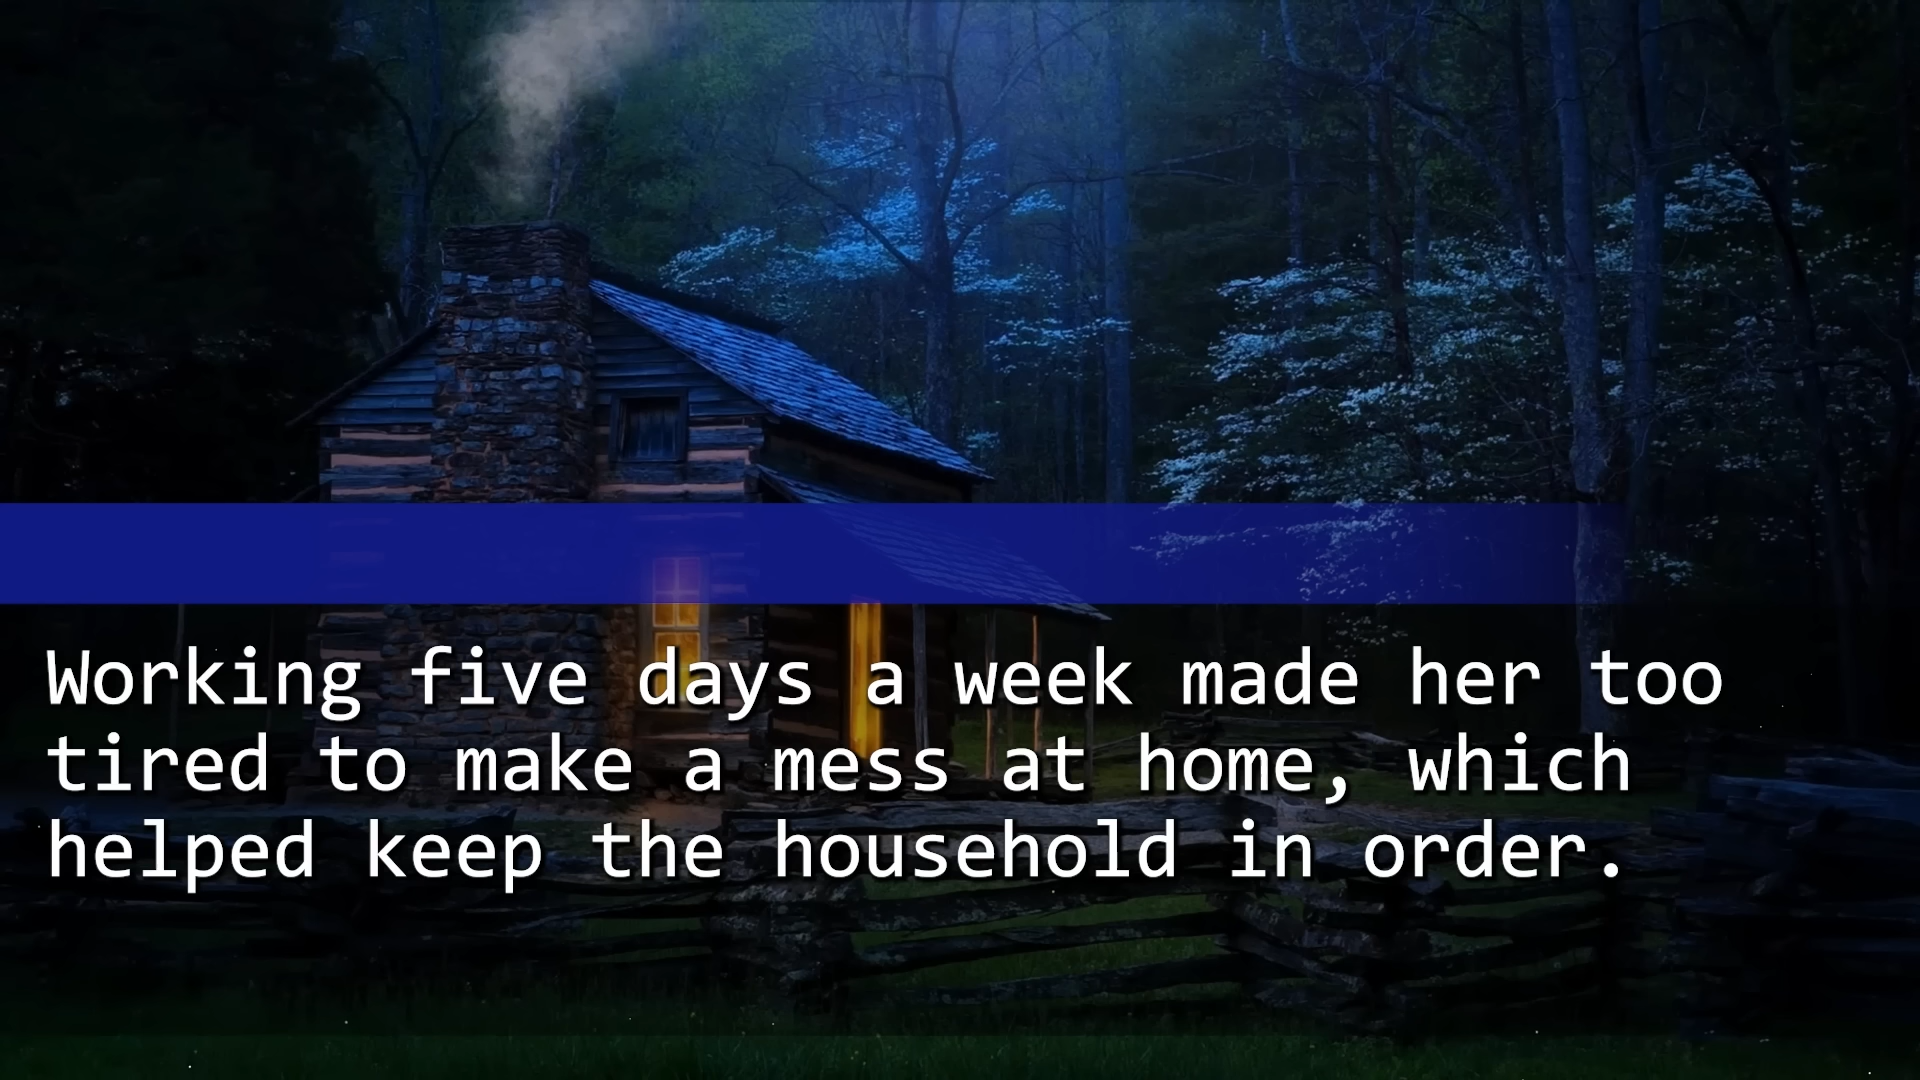 Working five days a week made her too
tired to make a mess at home, which
helped keep the household in order.